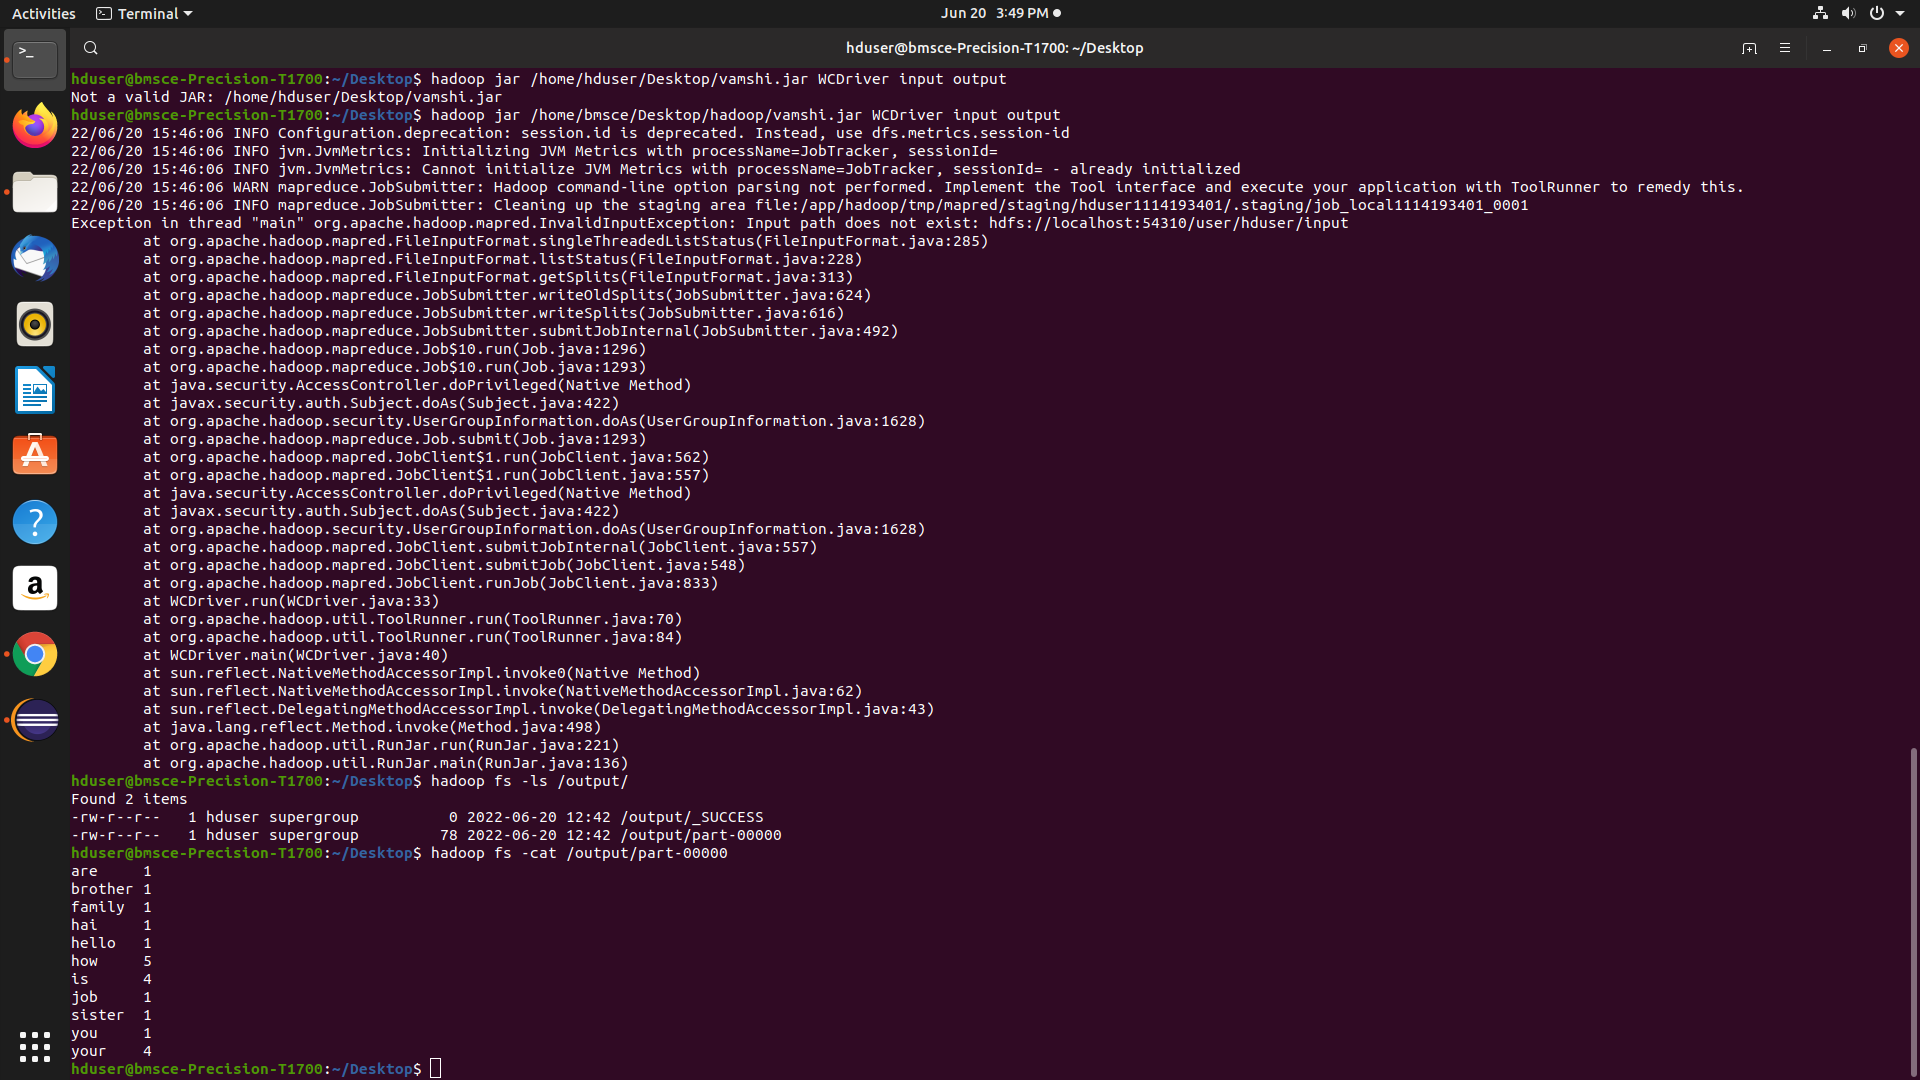 Activities
Terminal
Jun 20 3:49 PM
hduser@bmsce-Precision-T1700: ~/Desktop
hduser@bmsce-Precision-T1700:~/Desktop$ hadoop jar /home/hduser/Desktop/vamshi.jar WCDriver input output
Not a valid JAR: /home/hduser/Desktop/vamshi.jar
hduser@bmsce-Precision-T1700:~/Desktop$ hadoop jar /home/bmsce/Desktop/hadoop/vamshi.jar WCDriver input output
22/06/20 15:46:06 INFO Configuration.deprecation: session.id is deprecated. Instead, use dfs.metrics.session-id
22/06/20 15:46:06 INFO jvm.JvmMetrics: Initializing JVM Metrics with processName=JobTracker, sessionId=
22/06/20 15:46:06 INFO jvm.JvmMetrics: Cannot initialize JVM Metrics with processName=JobTracker, sessionId= - already initialized
22/06/20 15:46:06 WARN mapreduce.JobSubmitter: Hadoop command-line option parsing not performed. Implement the Tool interface and execute your application with ToolRunner to remedy this.
22/06/20 15:46:06 INFO mapreduce.JobSubmitter: Cleaning up the staging area file:/app/hadoop/tmp/mapred/staging/hduser1114193401/.staging/job_local1114193401_0001
Exception in thread "main" org.apache.hadoop.mapred.InvalidInputException: Input path does not exist: hdfs://localhost:54310/user/hduser/input
at org.apache.hadoop.mapred.FileInputFormat.singleThreadedListStatus(FileInputFormat.java:285)
at org.apache.hadoop.mapred.FileInputFormat.listStatus(FileInputFormat.java:228)
at org.apache.hadoop.mapred.FileInputFormat.getSplits(FileInputFormat.java:313)
at org.apache.hadoop.mapreduce.JobSubmitter.writeOldSplits(JobSubmitter.java:624)
at org.apache.hadoop.mapreduce.JobSubmitter.writeSplits(JobSubmitter.java:616)
at org.apache.hadoop.mapreduce.JobSubmitter.submitJobInternal(JobSubmitter.java:492)
at org.apache.hadoop.mapreduce.Job$10.run(Job.java:1296)
at org.apache.hadoop.mapreduce.Job$10.run(Job.java:1293)
at java.security.AccessController.doPrivileged(Native Method)
at javax.security.auth.Subject.doAs(Subject.java:422)
at org.apache.hadoop.security.UserGroupInformation.doAs(UserGroupInformation.java:1628)
at org.apache.hadoop.mapreduce.Job.submit(Job.java:1293)
at org.apache.hadoop.mapred.JobClient$1.run(JobClient.java:562)
at org.apache.hadoop.mapred.JobClient$1.run(JobClient.java:557)
at java.security.AccessController.doPrivileged(Native Method)
at javax.security.auth.Subject.doAs(Subject.java:422)
at org.apache.hadoop.security.UserGroupInformation.doAs(UserGroupInformation.java:1628)
at org.apache.hadoop.mapred.JobClient.submitJobInternal(JobClient.java:557)
at org.apache.hadoop.mapred.JobClient.submitJob(JobClient.java:548)
at org.apache.hadoop.mapred.JobClient.runJob(JobClient.java:833)
at WCDriver.run(WCDriver.java:33)
at org.apache.hadoop.util.ToolRunner.run(ToolRunner.java:70)
at org.apache.hadoop.util.ToolRunner.run(ToolRunner.java:84)
at WCDriver.main(WCDriver.java:40)
at sun.reflect.NativeMethodAccessorImpl.invoke0(Native Method)
at sun.reflect.NativeMethodAccessorImpl.invoke(NativeMethodAccessorImpl.java:62)
at sun.reflect.DelegatingMethodAccessorImpl.invoke(DelegatingMethodAccessorImpl.java:43)
at java.lang.reflect.Method.invoke(Method.java:498)
at org.apache.hadoop.util.RunJar.run(RunJar.java:221)
at org.apache.hadoop.util.RunJar.main(RunJar.java:136)
hduser@bmsce-Precision-T1700:~/Desktop$ hadoop fs -ls /output/
Found 2 items
-rw-r--r--   1 hduser supergroup          0 2022-06-20 12:42 /output/_SUCCESS
-rw-r--r--   1 hduser supergroup         78 2022-06-20 12:42 /output/part-00000
hduser@bmsce-Precision-T1700:~/Desktop$ hadoop fs -cat /output/part-00000
are 1
brother 1
family 1
hai 1
hello 1
how 5
is 4
job 1
sister 1
you 1
your 4
hduser@bmsce-Precision-T1700:~/Desktop$